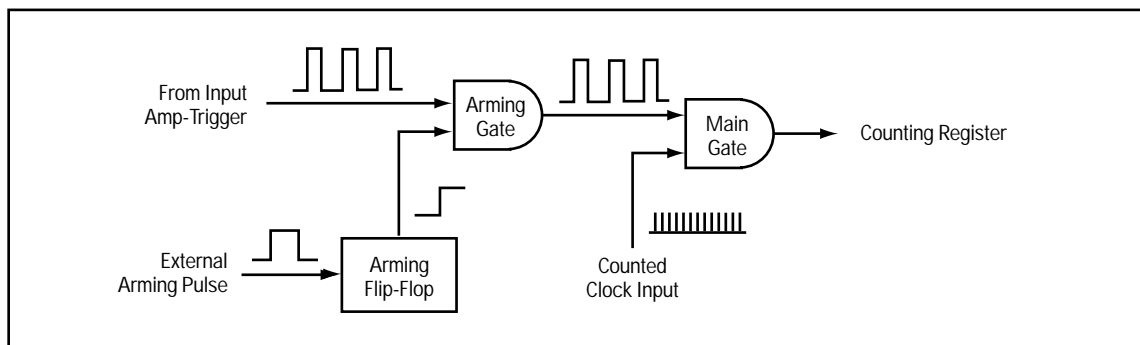 From Input
Amp-Trigger
Arming
Gate
Main
Gate
Counting Register
External
Arming Pulse
Arming
Flip-Flop
Counted
Clock Input